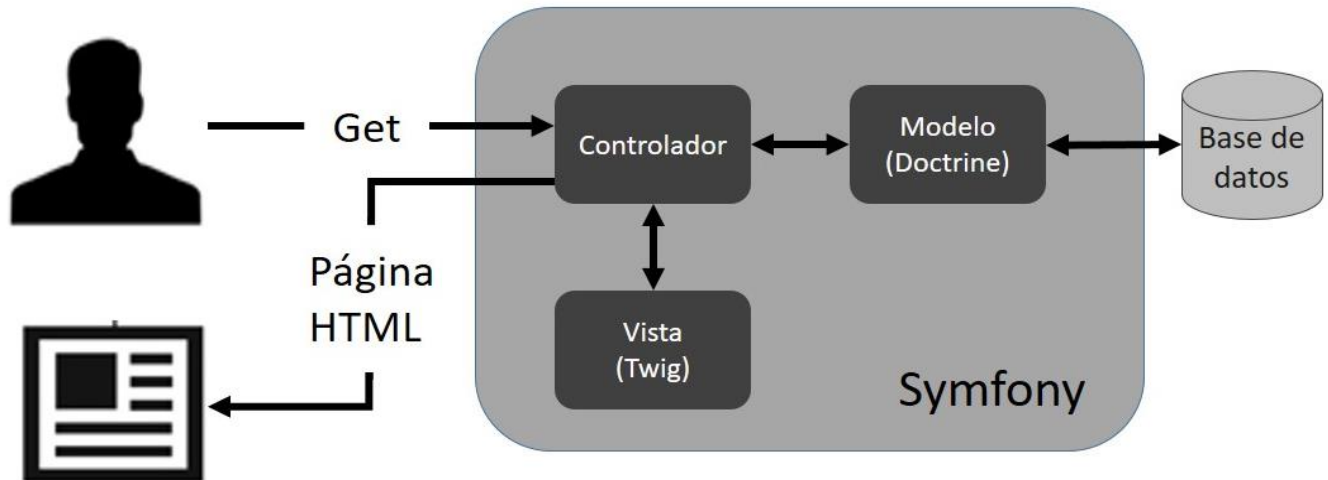 Get
Controlador
Modelo
(Doctrine)
Base de
datos
Página
HTML
Vista
(Twig)
Symfony